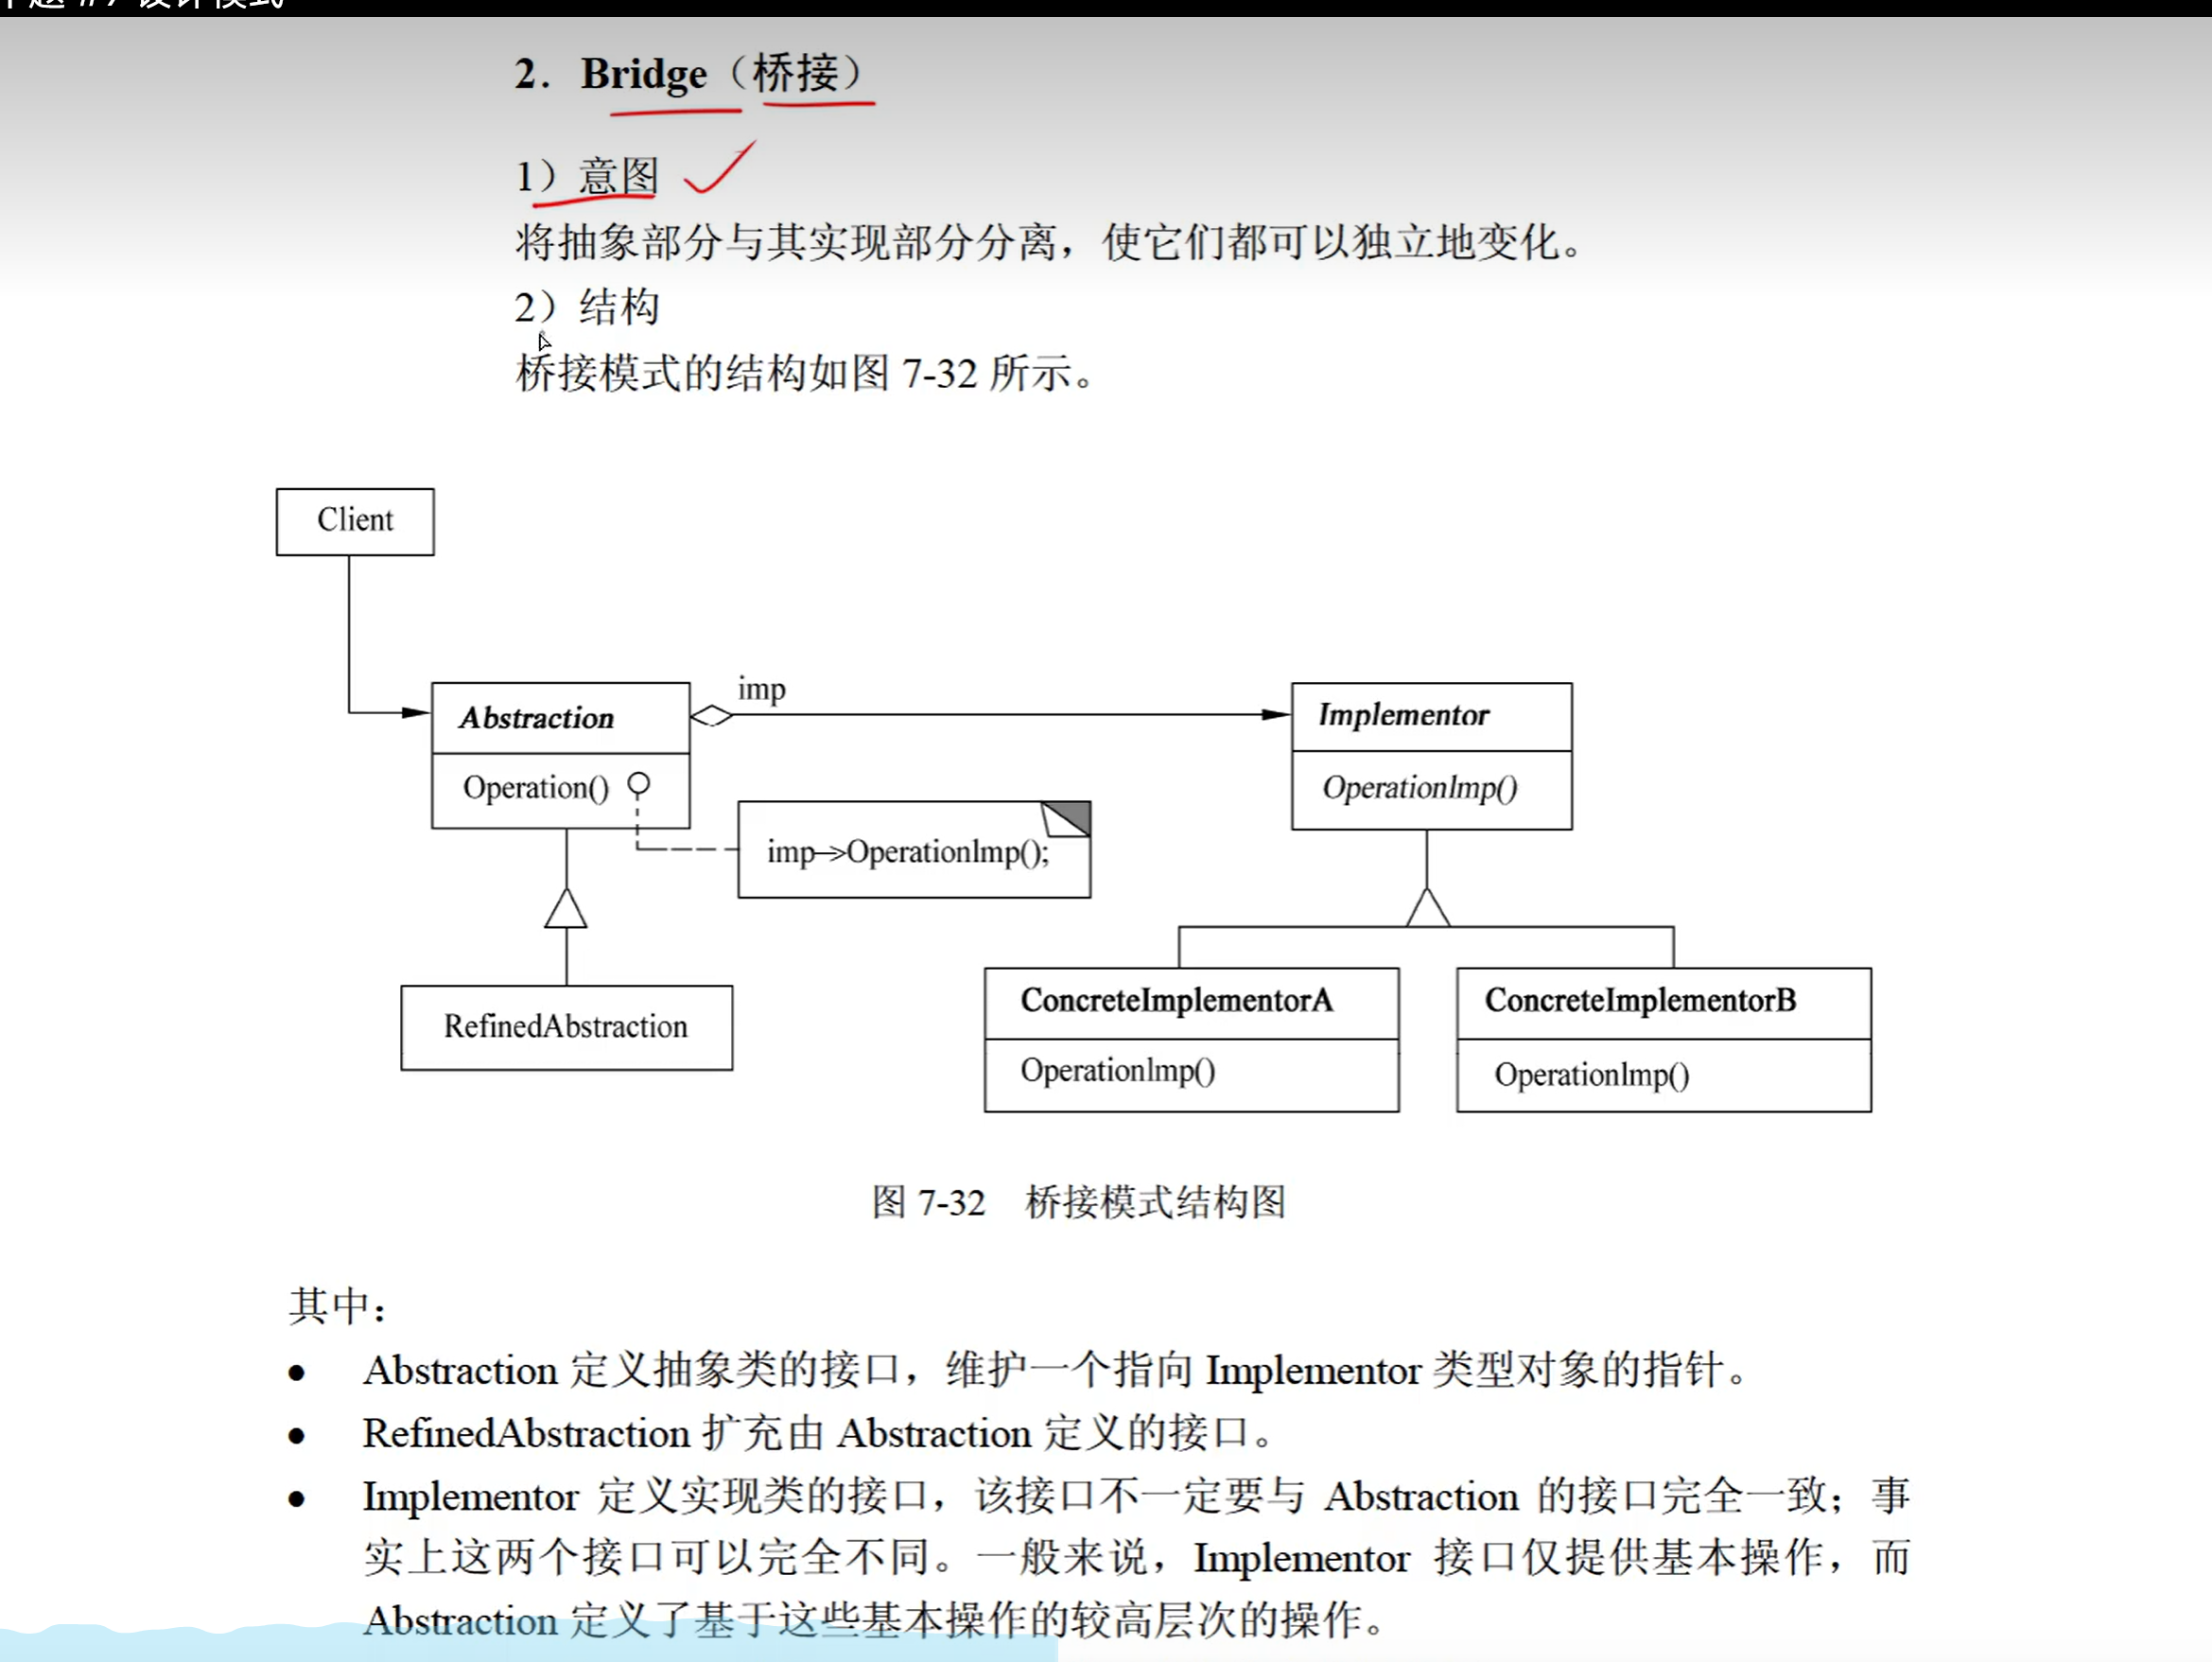 设计模式
2. Bridge（桥接）
1）意图
将抽象部分与其实现部分分离，使它们都可以独立地变化。
2）结构
桥接模式的结构如图 7-32 所示。
Client
imp
Abstraction
Implementor
Operation()
OperationImp()
imp->OperationImp();
RefinedAbstraction
ConcreteImplementorA
ConcreteImplementorB
OperationImp()
OperationImp()
图 7-32 桥接模式结构图
其中：
● Abstraction 定义抽象类的接口，维护一个指向 Implementor 类型对象的指针。
● RefinedAbstraction 扩充由 Abstraction 定义的接口。
● Implementor 定义实现类的接口，该接口不一定要与 Abstraction 的接口完全一致；事
实上这两个接口可以完全不同。一般来说，Implementor 接口仅提供基本操作，而
Abstraction 定义了基于这些基本操作的较高层次的操作。